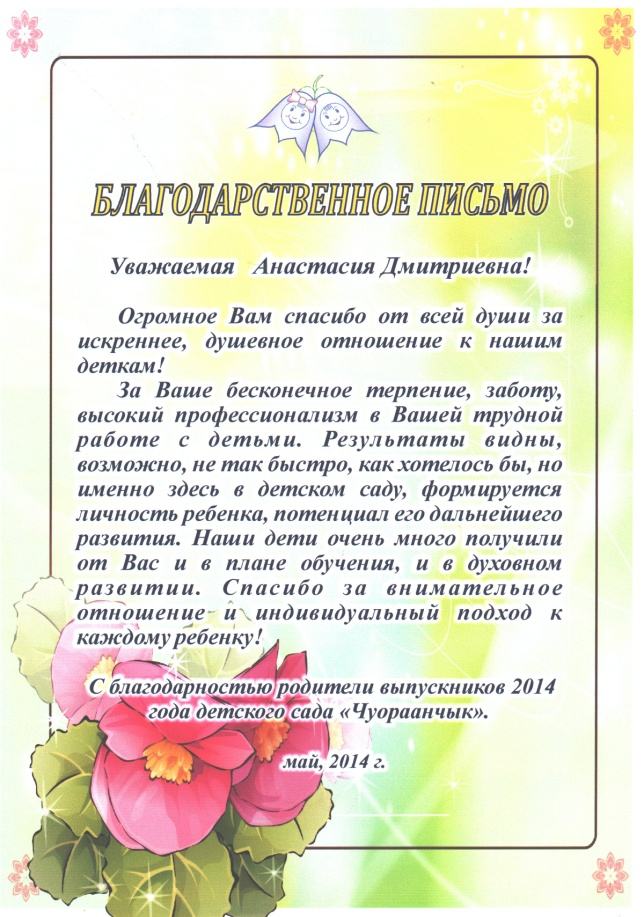 БЛАГОДАРСТВЕННОЕ ПИСЬМО
Уважаемая Анастасия Дмитриевна!
Огромное Вам спасибо от всей души за
искреннее, душевное отношение к нашим
деткам!
За Ваше бесконечное терпение, заботу,
высокий профессионализм в Вашей трудной
работе с детьми. Результаты видны,
возможно, не так быстро, как хотелось бы, но
именно здесь в детском саду, формируется
личность ребенка, потенциал его дальнейшего
развития. Наши дети очень много получили
от Вас и в плане обучения, и в духовном
развитии. Спасибо за внимательное
отношение и индивидуальный подход к
каждому ребенку!
С благодарностью родители выпускников 2014
года детского сада «Чуораанчык».
май, 2014 г.